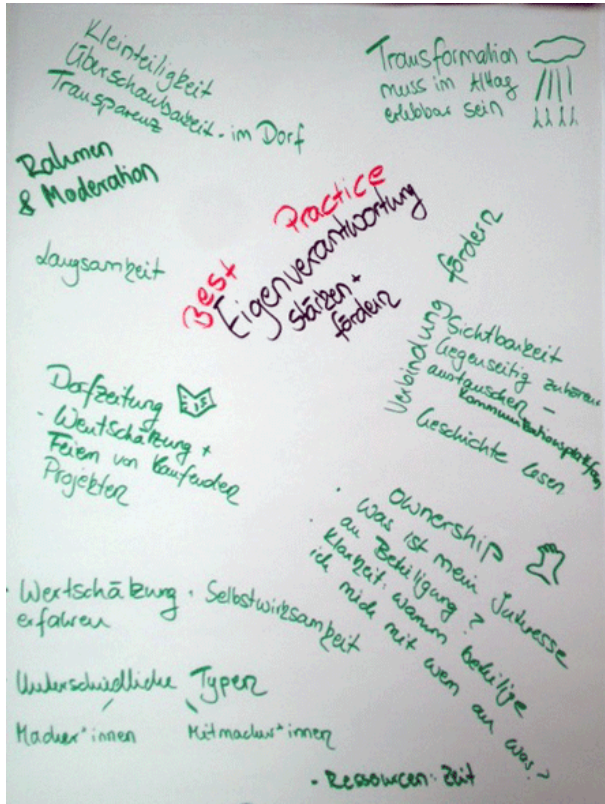 Kleinteiligkeit
Überschaubarkeit - im Dorf
Transparenz
Transformation
muss im Alltag
erlebbar sein
Rahmen
& Moderation
Best Practice
Eigenverantwortung
stärken +
fördern
Langsamkeit
Verbindung fördern
Sichtbarkeit
Gegenseitig zuhören
austauschen -
Kommunikationsplattform
Geschichte lesen
Dorfzeitung
- Wertschätzung +
Feiern von laufenden
Projekten
Ownership
· Was ist mein Interesse
an Beteiligung?
· Klarheit, warum beteilige
ich mich mit wem an was?
· Wertschätzung · Selbstwirksamkeit
erfahren
Unterschiedliche Typen
Macher*innen Mitmacher*innen
- Ressourcen: Zeit